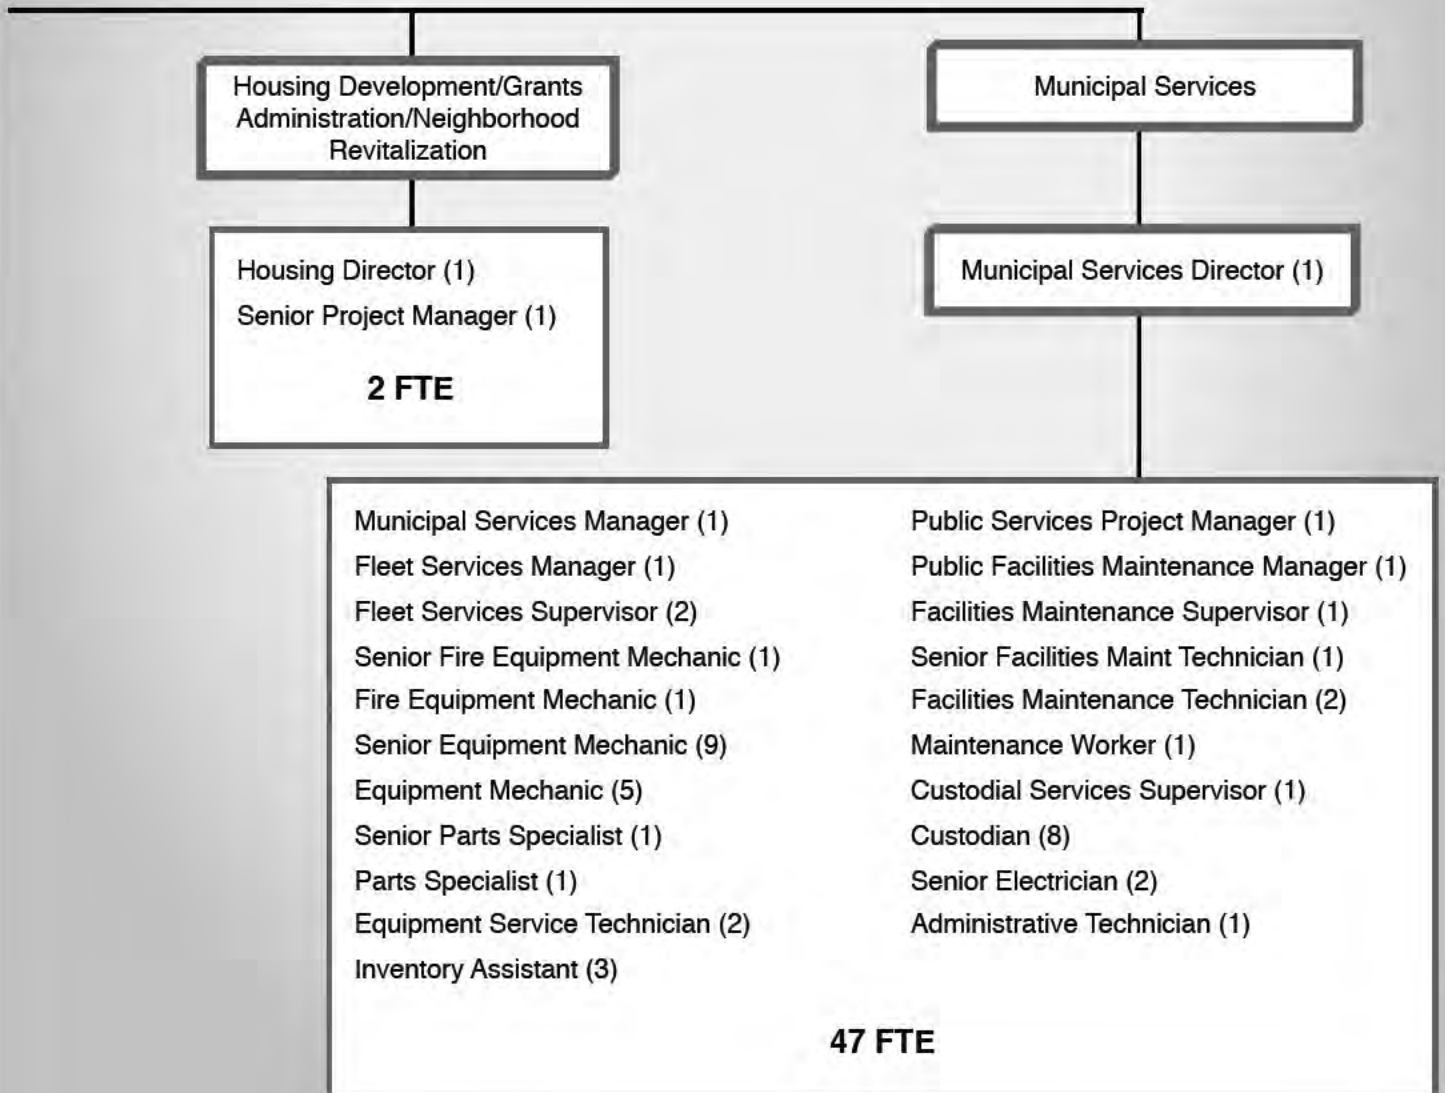 Housing Development/Grants
Administration/Neighborhood
Revitalization
Housing Director (1)
Senior Project Manager (1)
2 FTE
Municipal Services
Municipal Services Director (1)
Municipal Services Manager (1)
Fleet Services Manager (1)
Fleet Services Supervisor (2)
Senior Fire Equipment Mechanic (1)
Fire Equipment Mechanic (1)
Senior Equipment Mechanic (9)
Equipment Mechanic (5)
Senior Parts Specialist (1)
Parts Specialist (1)
Equipment Service Technician (2)
Inventory Assistant (3)
Public Services Project Manager (1)
Public Facilities Maintenance Manager (1)
Facilities Maintenance Supervisor (1)
Senior Facilities Maint Technician (1)
Facilities Maintenance Technician (2)
Maintenance Worker (1)
Custodial Services Supervisor (1)
Custodian (8)
Senior Electrician (2)
Administrative Technician (1)
47 FTE